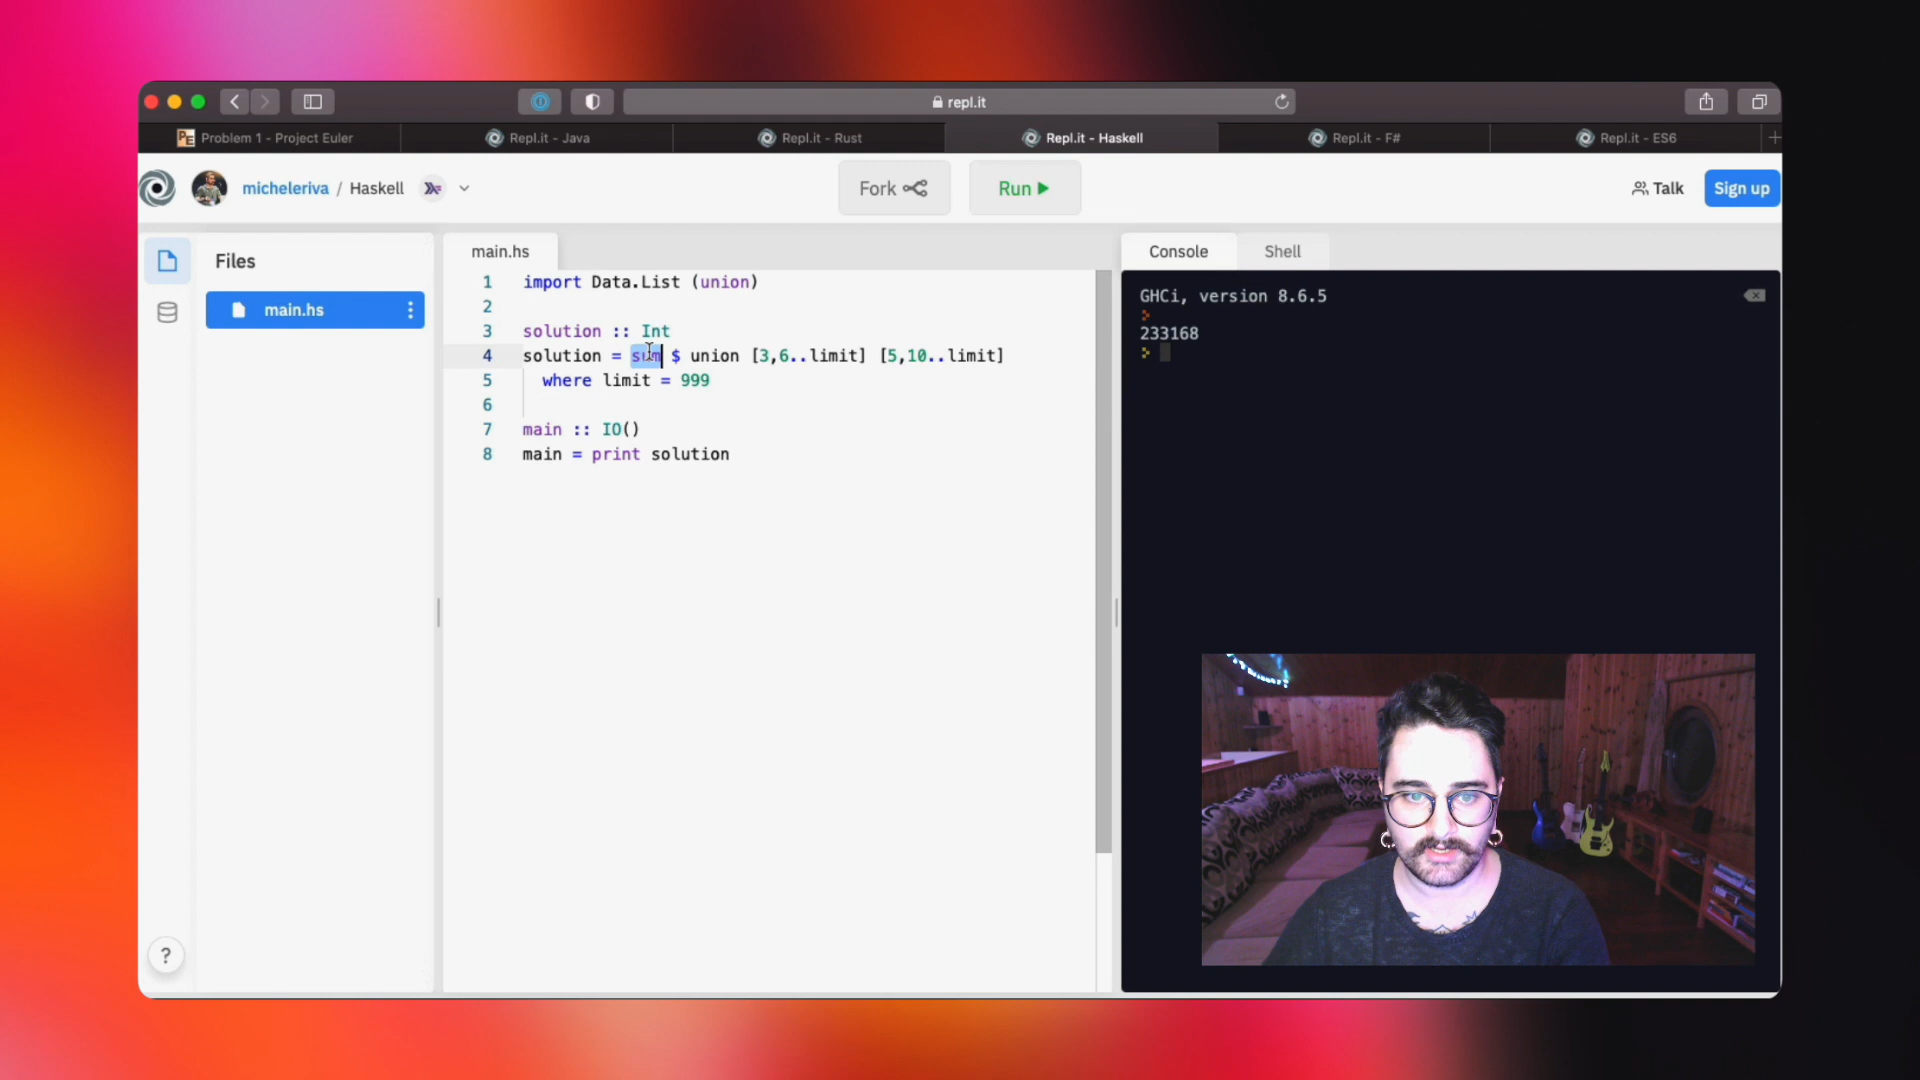 repl.it
Problem 1 - Project Euler
Repl.it - Java
Repl.it - Rust
Repl.it - Haskell
Repl.it - F#
Repl.it - ES6
micheleriva / Haskell
Fork
Run
Talk
Sign up
Files
main.hs
main.hs
1 import Data.List (union)
2
3 solution :: Int
4 solution = sum $ union [3,6..limit] [5,10..limit]
5 where limit = 999
6
7 main :: IO()
8 main = print solution
Console
Shell
GHCi, version 8.6.5
>
233168
>
?